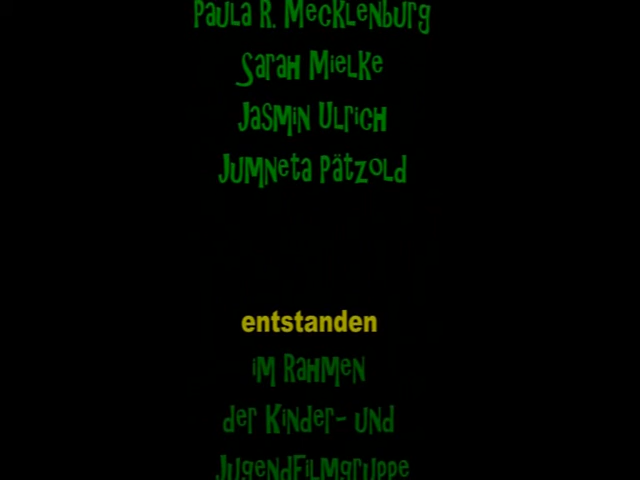 Paula R. Mecklenburg
Sarah Mielke
Jasmin Ulrich
Jumneta Pätzold
entstanden
im Rahmen
der Kinder- und
Jugendfilmgruppe